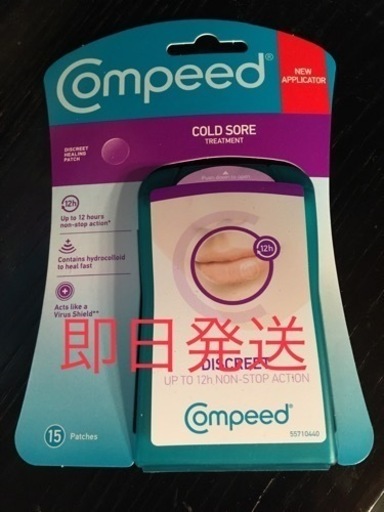 Compeed®
NEW
APPLICATOR
COLD SORE
TREATMENT
DISCREET
HEALING
PATCH
12h
Up to 12 hours
non-stop action*
Contains hydrocolloid
to heal fast
Acts like a
Virus Shield**
12h
即日発送
DISCREET
UP TO 12h NON-STOP ACTION
Compeed®
55710440
15 Patches